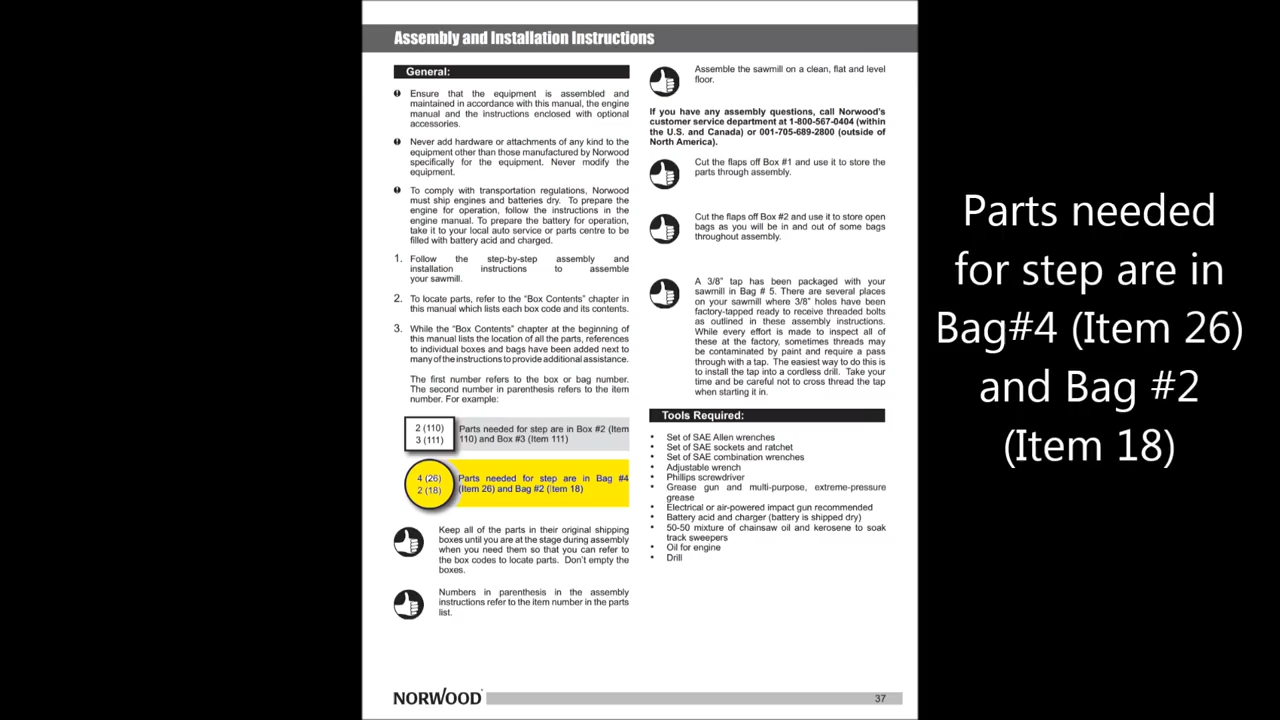 Assembly and Installation Instructions
General:
Ensure that the equipment is assembled and
maintained in accordance with this manual, the engine
manual and the instructions enclosed with optional
accessories.
Never add hardware or attachments of any kind to the
equipment other than those manufactured by Norwood
specifically for the equipment. Never modify the
equipment.
To comply with transportation regulations, Norwood
must ship engines and batteries dry. To prepare the
engine for operation, follow the instructions in the
engine manual. To prepare the battery for operation,
take it to your local auto service or parts centre to be
filled with battery acid and charged.
1. Follow the step-by-step assembly and
installation instructions to assemble
your sawmill.
2. To locate parts, refer to the “Box Contents” chapter in
this manual which lists each box code and its contents.
3. While the “Box Contents” chapter at the beginning of
this manual lists the location of all the parts, references
to individual boxes and bags have been added next to
many of the instructions to provide additional assistance.
The first number refers to the box or bag number.
The second number in parenthesis refers to the item
number. For example:
2 (110)
3 (111)
Parts needed for step are in Box #2 (Item
110) and Box #3 (Item 111)
4 (26)
2 (18)
Parts needed for step are in Bag #4
(Item 26) and Bag #2 (Item 18)
Keep all of the parts in their original shipping
boxes until you are at the stage during assembly
when you need them so that you can refer to
the box codes to locate parts. Don’t empty the
boxes.
Numbers in parenthesis in the assembly
instructions refer to the item number in the parts
list.
Assemble the sawmill on a clean, flat and level
floor.
If you have any assembly questions, call Norwood’s
customer service department at 1-800-567-0404 (within
the U.S. and Canada) or 001-705-689-2800 (outside of
North America).
Cut the flaps off Box #1 and use it to store the
parts through assembly.
Cut the flaps off Box #2 and use it to store open
bags as you will be in and out of some bags
throughout assembly.
A 3/8” tap has been packaged with your
sawmill in Bag # 5. There are several places
on your sawmill where 3/8” holes have been
factory-tapped ready to receive threaded bolts
as outlined in these assembly instructions.
While every effort is made to inspect all of
these at the factory, sometimes threads may
be contaminated by paint and require a pass
through with a tap. The easiest way to do this is
to install the tap into a cordless drill. Take your
time and be careful not to cross thread the tap
when starting it in.
Tools Required:
• Set of SAE Allen wrenches
• Set of SAE sockets and ratchet
• Set of SAE combination wrenches
• Adjustable wrench
• Phillips screwdriver
• Grease gun and multi-purpose, extreme-pressure
grease
• Electrical or air-powered impact gun recommended
• Battery acid and charger (battery is shipped dry)
• 50-50 mixture of chainsaw oil and kerosene to soak
track sweepers
• Oil for engine
• Drill
NORWOOD
37
Parts needed
for step are in
Bag#4 (Item 26)
and Bag #2
(Item 18)